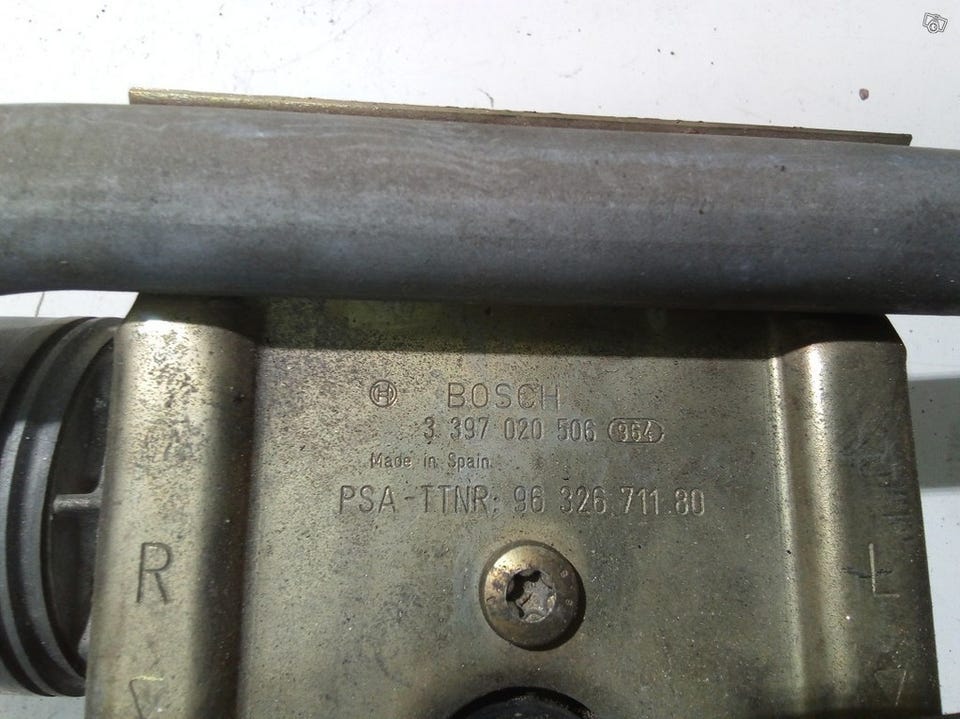 BOSCH
3 397 020 506 964
Made in Spain
PSA-TTNR: 96 326 711 80
R L